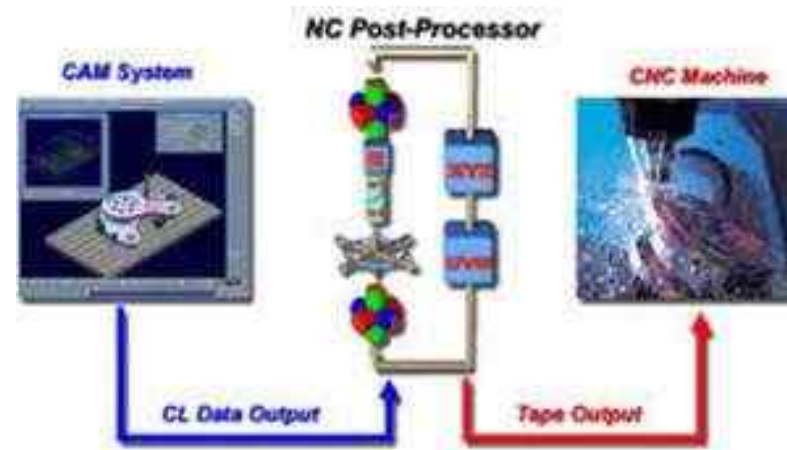 NC Post-Processor
CAM System
CNC Machine
CL Data Output
Tape Output